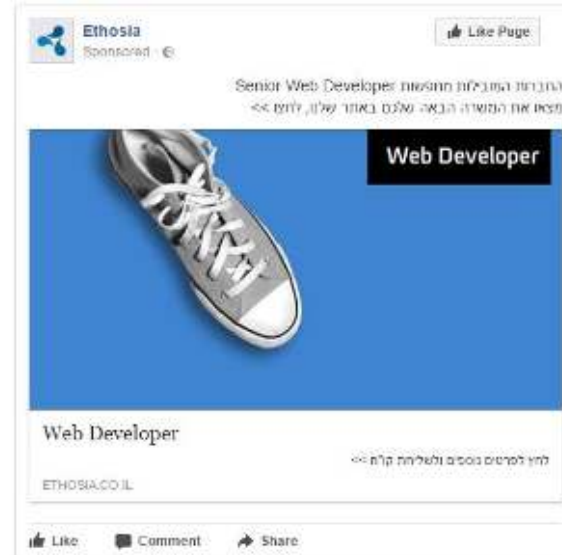 Ethosia
Like Page
Sponsored ·
החברות המובילות מחפשות Senior Web Developer
מצאו את המשרה הבאה שלכם באתר שלנו, לחצו >>
Web Developer
Web Developer
לחץ לפרטים נוספים ולשליחת קו"ח >>
ETHOSIA.CO.IL
Like
Comment
Share